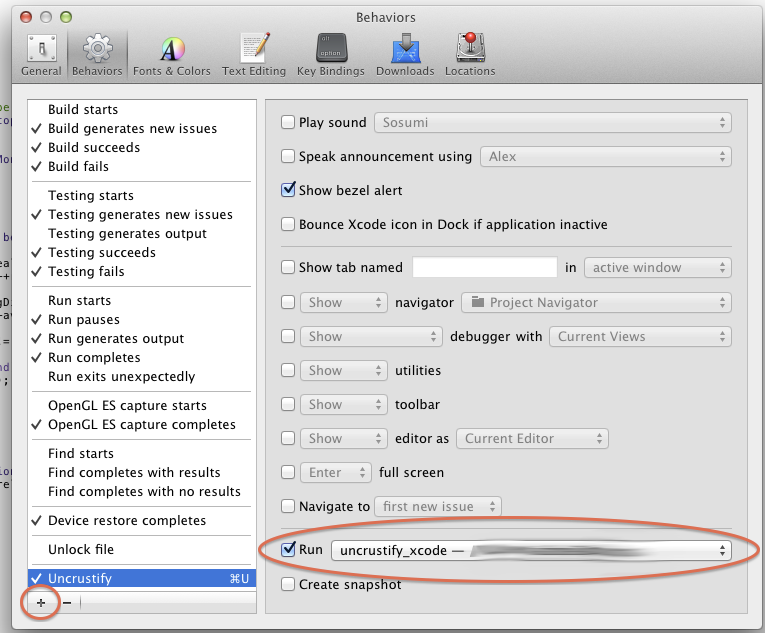 Behaviors
General Behaviors Fonts & Colors Text Editing Key Bindings Downloads Locations
Build starts
Build generates new issues
Build succeeds
Build fails
Testing starts
Testing generates new issues
Testing generates output
Testing succeeds
Testing fails
Run starts
Run pauses
Run generates output
Run completes
Run exits unexpectedly
OpenGL ES capture starts
OpenGL ES capture completes
Find starts
Find completes with results
Find completes with no results
Device restore completes
Unlock file
Uncrustify ⌘U
Play sound Sosumi
Speak announcement using Alex
Show bezel alert
Bounce Xcode icon in Dock if application inactive
Show tab named in active window
Show navigator Project Navigator
Show debugger with Current Views
Show utilities
Show toolbar
Show editor as Current Editor
Enter full screen
Navigate to first new issue
Run uncrustify_xcode —
Create snapshot